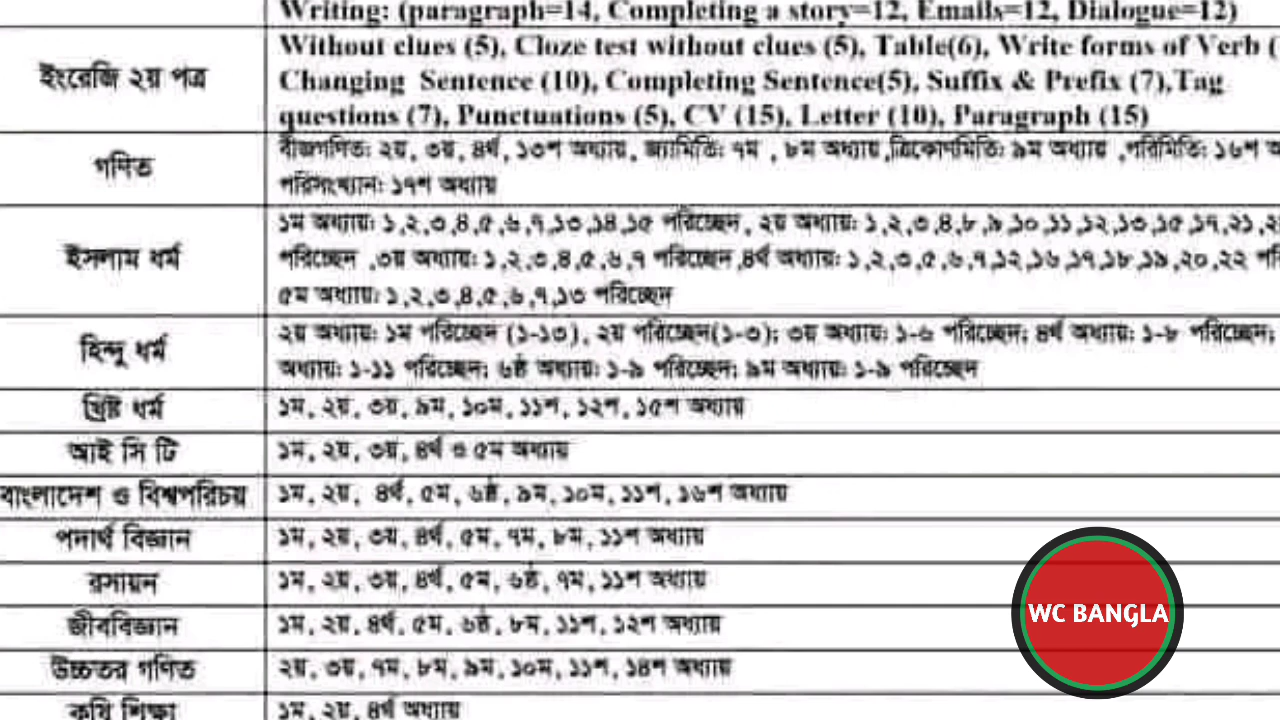 Writing: (paragraph=14, Completing a story=12, Emails=12, Dialogue=12)
ইংরেজি ২য় পত্র
Without clues (5), Cloze test without clues (5), Table(6), Write forms of Verb (
Changing Sentence (10), Completing Sentence(5), Suffix & Prefix (7),Tag
questions (7), Punctuations (5), CV (15), Letter (10), Paragraph (15)
গণিত
বীজগণিতঃ ২য়, ৩য়, ৪র্থ, ১৩শ অধ্যায়, জ্যামিতিঃ ৭ম , ৮ম অধ্যায় ,ত্রিকোণমিতিঃ ৯ম অধ্যায় ,পরিমিতিঃ ১৬শ অ
পরিসংখ্যানঃ ১৭শ অধ্যায়
ইসলাম ধর্ম
১ম অধ্যায়ঃ ১,২,৩,৪,৫,৬,৭,১৩,১৪,১৫ পরিচ্ছেদ, ২য় অধ্যায়ঃ ১,২,৩,৪,৮,৯,১০,১১,১২,১৩,১৫,১৭,২১,২
পরিচ্ছেদ ,৩য় অধ্যায়ঃ ১,২,৩,৪,৫,৬,৭ পরিচ্ছেদ,৪র্থ অধ্যায়ঃ ১,২,৩,৫,৬,৭,১২,১৬,১৭,১৮,১৯,২০,২২ পরি
৫ম অধ্যায়ঃ ১,২,৩,৪,৫,৬,৭,১৩ পরিচ্ছেদ
হিন্দু ধর্ম
২য় অধ্যায়ঃ ১ম পরিচ্ছেদ (১-১৩), ২য় পরিচ্ছেদ(১-৩); ৩য় অধ্যায়ঃ ১-৬ পরিচ্ছেদ; ৪র্থ অধ্যায়ঃ ১-৮ পরিচ্ছেদ;
অধ্যায়ঃ ১-১১ পরিচ্ছেদ; ৬ষ্ঠ অধ্যায়ঃ ১-৯ পরিচ্ছেদ; ৯ম অধ্যায়ঃ ১-৯ পরিচ্ছেদ
খ্রিষ্ট ধর্ম
১ম, ২য়, ৩য়, ৯ম, ১০ম, ১১শ, ১২শ, ১৫শ অধ্যায়
আই সি টি
১ম, ২য়, ৩য়, ৪র্থ ও ৫ম অধ্যায়
বাংলাদেশ ও বিশ্বপরিচয়
১ম, ২য়, ৪র্থ, ৫ম, ৬ষ্ঠ, ৯ম, ১০ম, ১১শ, ১৬শ অধ্যায়
পদার্থ বিজ্ঞান
১ম, ২য়, ৩য়, ৪র্থ, ৫ম, ৭ম, ৮ম, ১১শ অধ্যায়
রসায়ন
১ম, ২য়, ৩য়, ৪র্থ, ৫ম, ৬ষ্ঠ, ৭ম, ১১শ অধ্যায়
জীববিজ্ঞান
১ম, ২য়, ৪র্থ, ৫ম, ৬ষ্ঠ, ৮ম, ১১শ, ১২শ অধ্যায়
উচ্চতর গণিত
২য়, ৩য়, ৭ম, ৮ম, ৯ম, ১০ম, ১১শ, ১৪শ অধ্যায়
কৃষি শিক্ষা
১ম, ২য়, ৪র্থ অধ্যায়
WC BANGLA